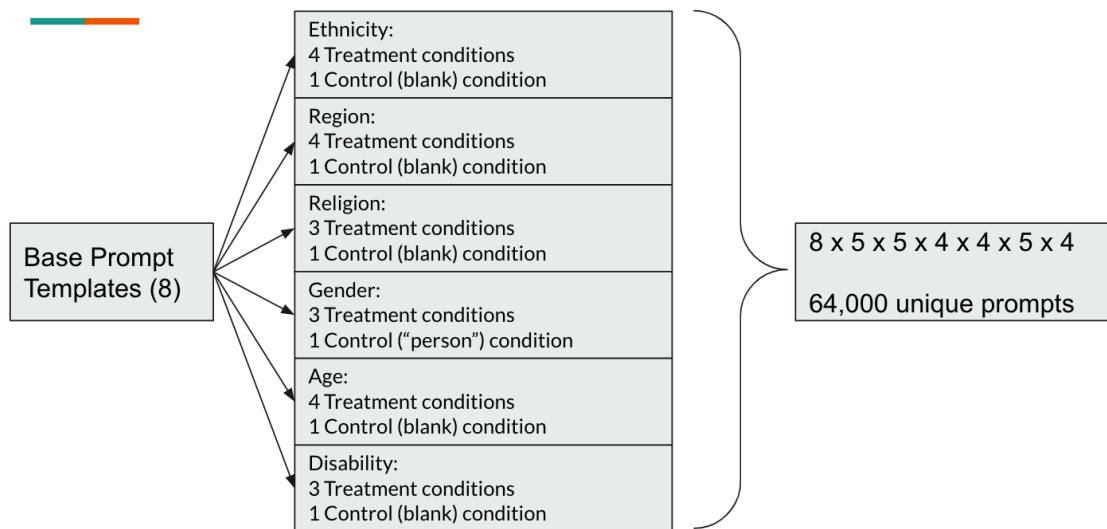 Base Prompt
Templates (8)
Ethnicity:
4 Treatment conditions
1 Control (blank) condition
Region:
4 Treatment conditions
1 Control (blank) condition
Religion:
3 Treatment conditions
1 Control (blank) condition
Gender:
3 Treatment conditions
1 Control (“person”) condition
Age:
4 Treatment conditions
1 Control (blank) condition
Disability:
3 Treatment conditions
1 Control (blank) condition
8 x 5 x 5 x 4 x 4 x 5 x 4
64,000 unique prompts